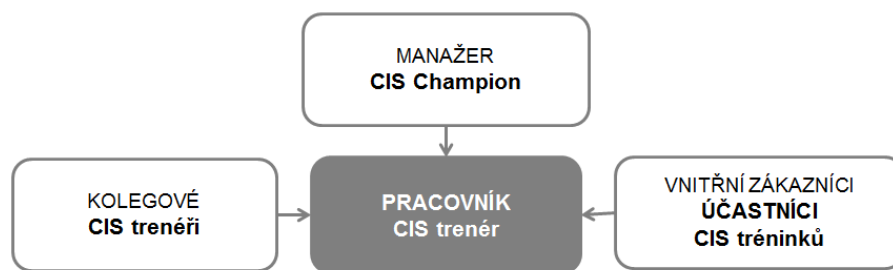 MANAŽER
CIS Champion
KOLEGOVÉ
CIS trenéři
PRACOVNÍK
CIS trenér
VNITŘNÍ ZÁKAZNÍCI
ÚČASTNÍCI
CIS tréninků